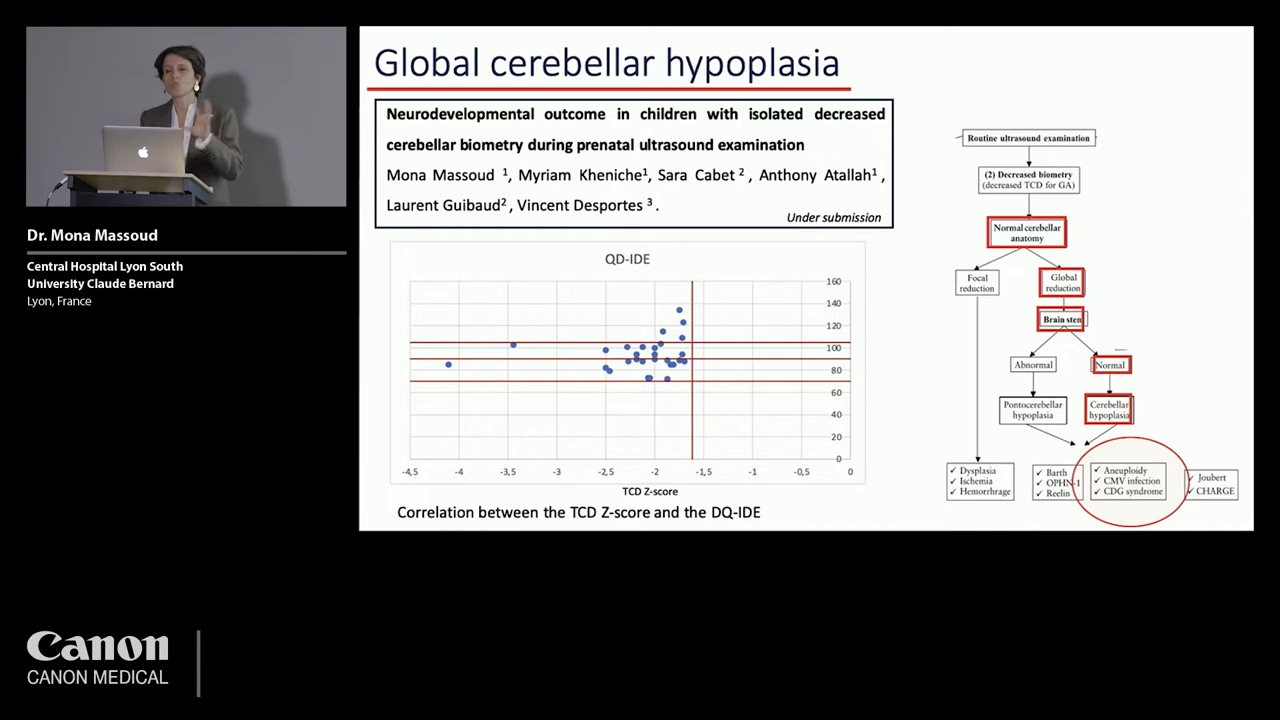 Global cerebellar hypoplasia
Neurodevelopmental outcome in children with isolated decreased
cerebellar biometry during prenatal ultrasound examination
Mona Massoud 1, Myriam Kheniche1, Sara Cabet 2 , Anthony Atallah1 ,
Laurent Guibaud2 , Vincent Desportes 3 .
Under submission
QD-IDE
160
140
120
100
80
60
40
20
0
-4,5 -4 -3,5 -3 -2,5 -2 -1,5 -1 -0,5 0
TCD Z-score
Correlation between the TCD Z-score and the DQ-IDE
Routine ultrasound examination
(2) Decreased biometry
(decreased TCD for GA)
Normal cerebellar
anatomy
Focal
reduction
Global
reduction
Brain sten
Abnormal
Normal
Pontocerebellar
hypoplasia
Cerebellar
hypoplasia
✓ Dysplasia
✓ Ischemia
✓ Hemorrhage
✓ Barth
✓ OPHN-1
✓ Reelin
✓ Aneuploidy
✓ CMV infection
✓ CDG syndrome
✓ Joubert
✓ CHARGE
Dr. Mona Massoud
Central Hospital Lyon South
University Claude Bernard
Lyon, France
Canon
CANON MEDICAL